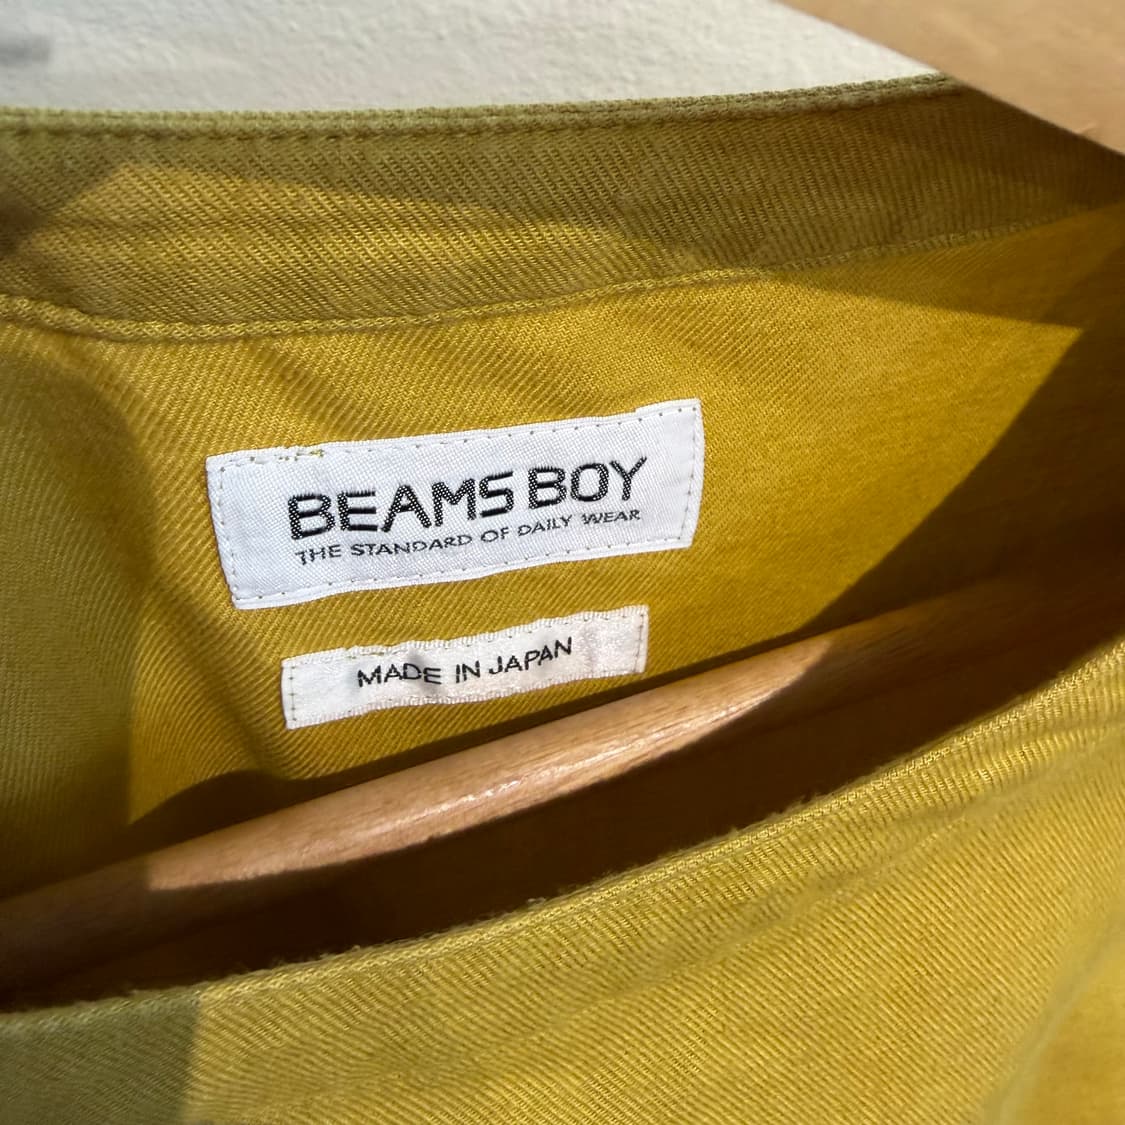 BEAMS BOY
THE STANDARD OF DAILY WEAR
MADE IN JAPAN